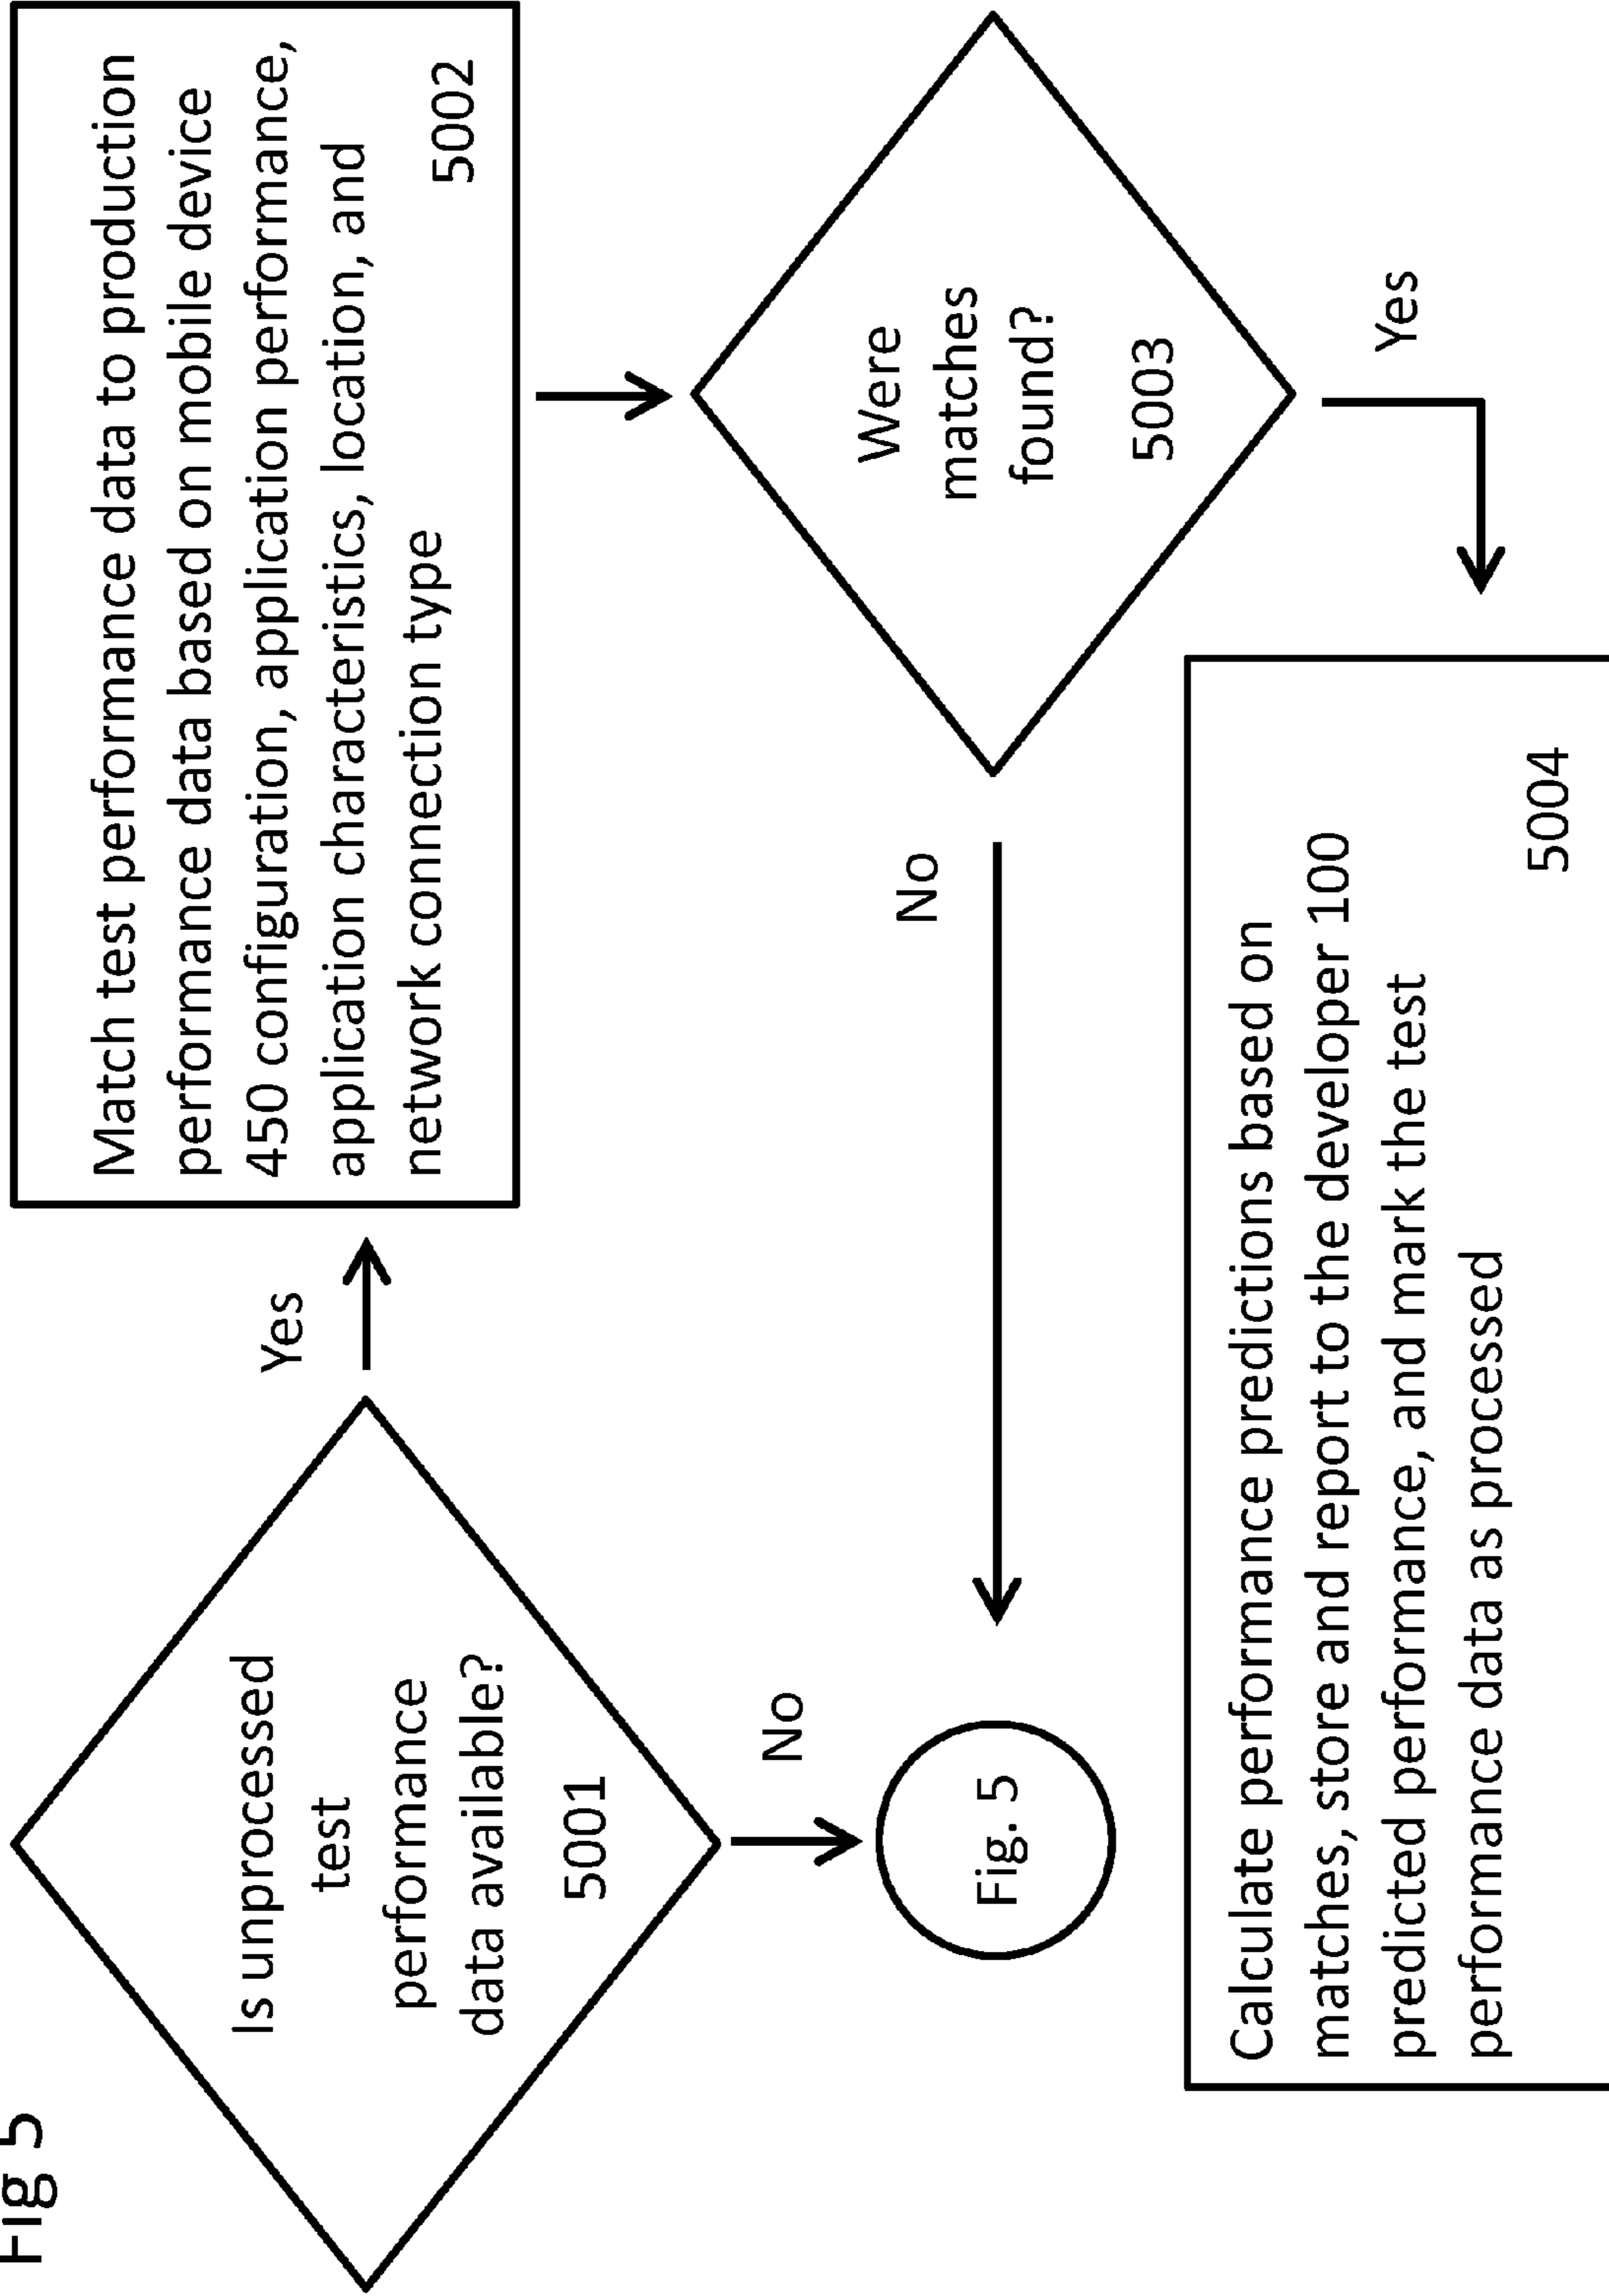 Fig 5
Is unprocessed
test
performance
data available?
5001
Yes
No
Match test performance data to production
performance data based on mobile device
450 configuration, application performance,
application characteristics, location, and
network connection type
5002
Were
matches
found?
5003
No
Yes
Fig. 5
Calculate performance predictions based on
matches, store and report to the developer 100
predicted performance, and mark the test
performance data as processed
5004